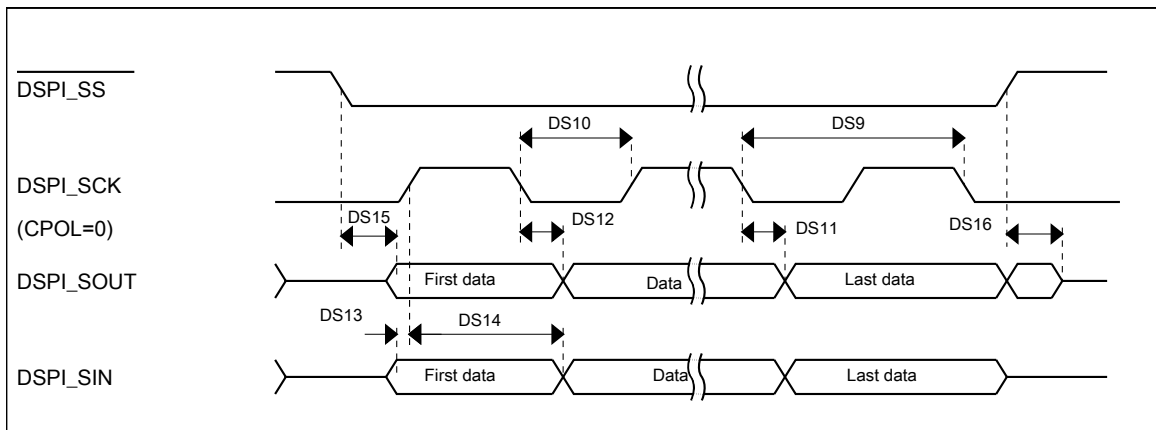 DSPI_SS
DS10
DS9
DSPI_SCK
(CPOL=0)
DS15
DS12
DS11
DS16
DSPI_SOUT
First data
Data
Last data
DS13
DS14
DSPI_SIN
First data
Data
Last data